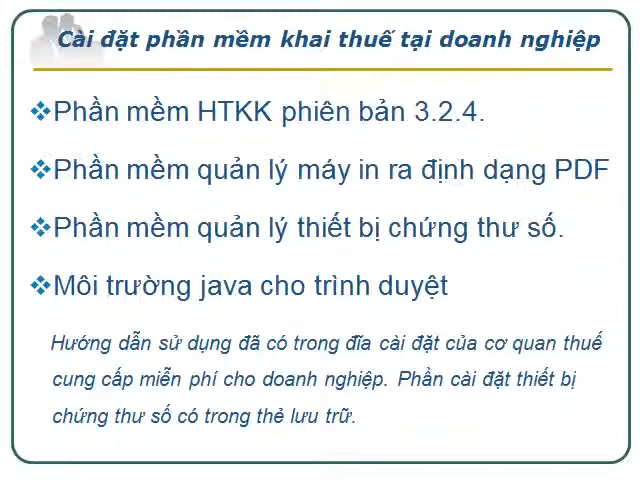 Cài đặt phần mềm khai thuế tại doanh nghiệp
Phần mềm HTKK phiên bản 3.2.4.
Phần mềm quản lý máy in ra định dạng PDF
Phần mềm quản lý thiết bị chứng thư số.
Môi trường java cho trình duyệt
Hướng dẫn sử dụng đã có trong đĩa cài đặt của cơ quan thuế
cung cấp miễn phí cho doanh nghiệp. Phần cài đặt thiết bị
chứng thư số có trong thẻ lưu trữ.